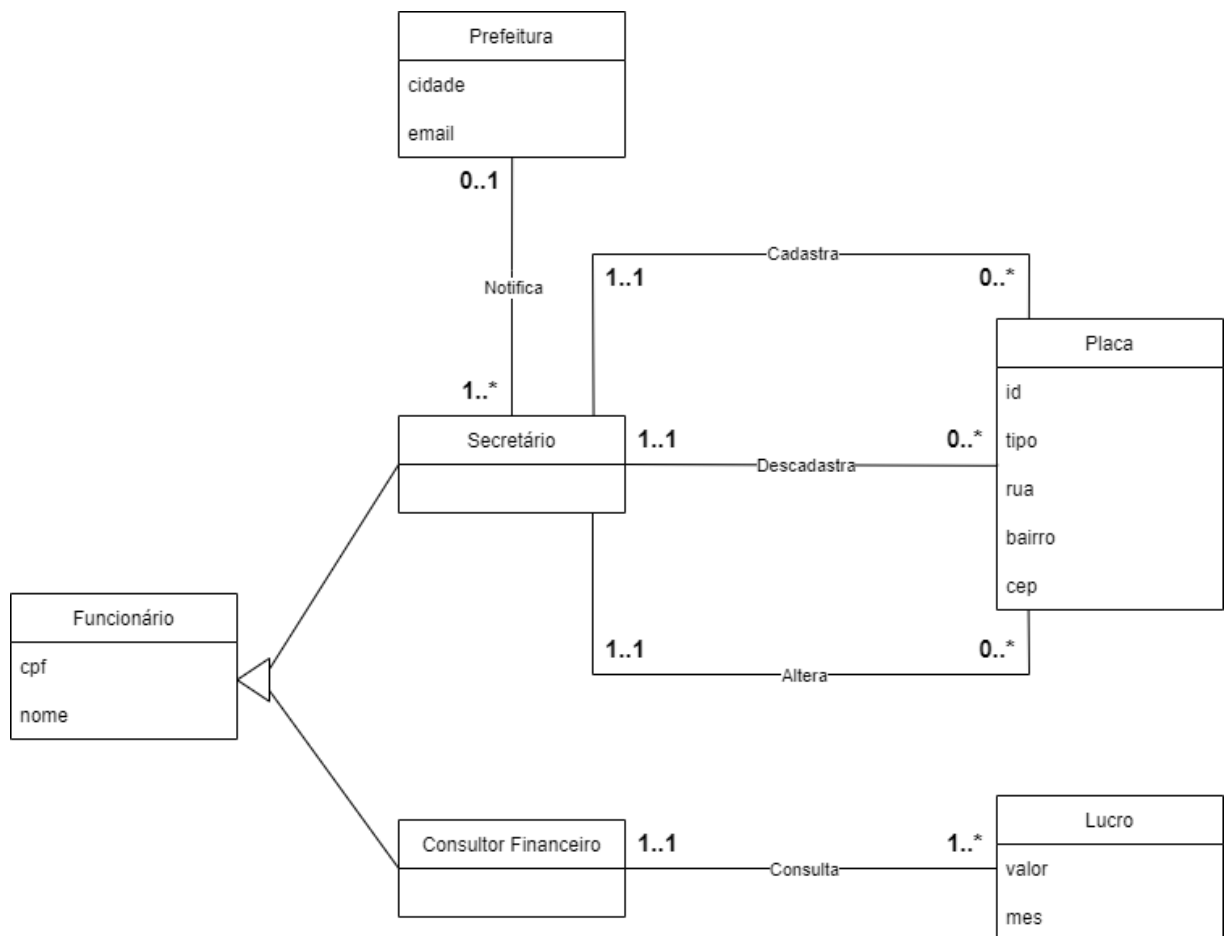 Prefeitura
cidade
email
0..1
Notifica
1..*
Cadastra
1..1
0..*
Secretário
1..1
0..*
Descadastra
1..1
0..*
Altera
Placa
id
tipo
rua
bairro
cep
Funcionário
cpf
nome
Consultor Financeiro
1..1
1..*
Consulta
Lucro
valor
mes